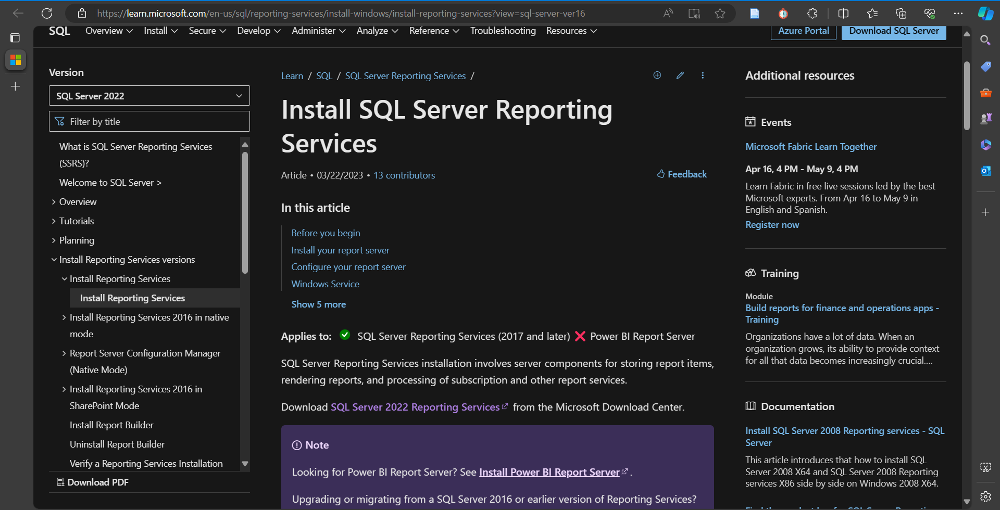 https://learn.microsoft.com/en-us/sql/reporting-services/install-windows/install-reporting-services?view=sql-server-ver16
SQL
Overview
Install
Secure
Develop
Administer
Analyze
Reference
Troubleshooting
Resources
Azure Portal
Download SQL Server
Version
SQL Server 2022
Filter by title
What is SQL Server Reporting Services
(SSRS)?
Welcome to SQL Server >
Overview
Tutorials
Planning
Install Reporting Services versions
Install Reporting Services
Install Reporting Services
Install Reporting Services 2016 in native
mode
Report Server Configuration Manager
(Native Mode)
Install Reporting Services 2016 in
SharePoint Mode
Install Report Builder
Uninstall Report Builder
Verify a Reporting Services Installation
Download PDF
Learn / SQL / SQL Server Reporting Services /
Install SQL Server Reporting
Services
Article • 03/22/2023 • 13 contributors
Feedback
In this article
Before you begin
Install your report server
Configure your report server
Windows Service
Show 5 more
Applies to: SQL Server Reporting Services (2017 and later) Power BI Report Server
SQL Server Reporting Services installation involves server components for storing report items,
rendering reports, and processing of subscription and other report services.
Download SQL Server 2022 Reporting Services from the Microsoft Download Center.
Note
Looking for Power BI Report Server? See Install Power BI Report Server .
Upgrading or migrating from a SQL Server 2016 or earlier version of Reporting Services?
Additional resources
Events
Microsoft Fabric Learn Together
Apr 16, 4 PM - May 9, 4 PM
Learn Fabric in free live sessions led by the best
Microsoft experts. From Apr 16 to May 9 in
English and Spanish.
Register now
Training
Module
Build reports for finance and operations apps -
Training
Organizations have a lot of data. When an
organization grows, its ability to provide context
for all that data becomes increasingly crucial....
Documentation
Install SQL Server 2008 Reporting services - SQL
Server
This article introduces that how to install SQL
Server 2008 X64 and SQL Server 2008 Reporting
services X86 side by side on Windows 2008 X64.